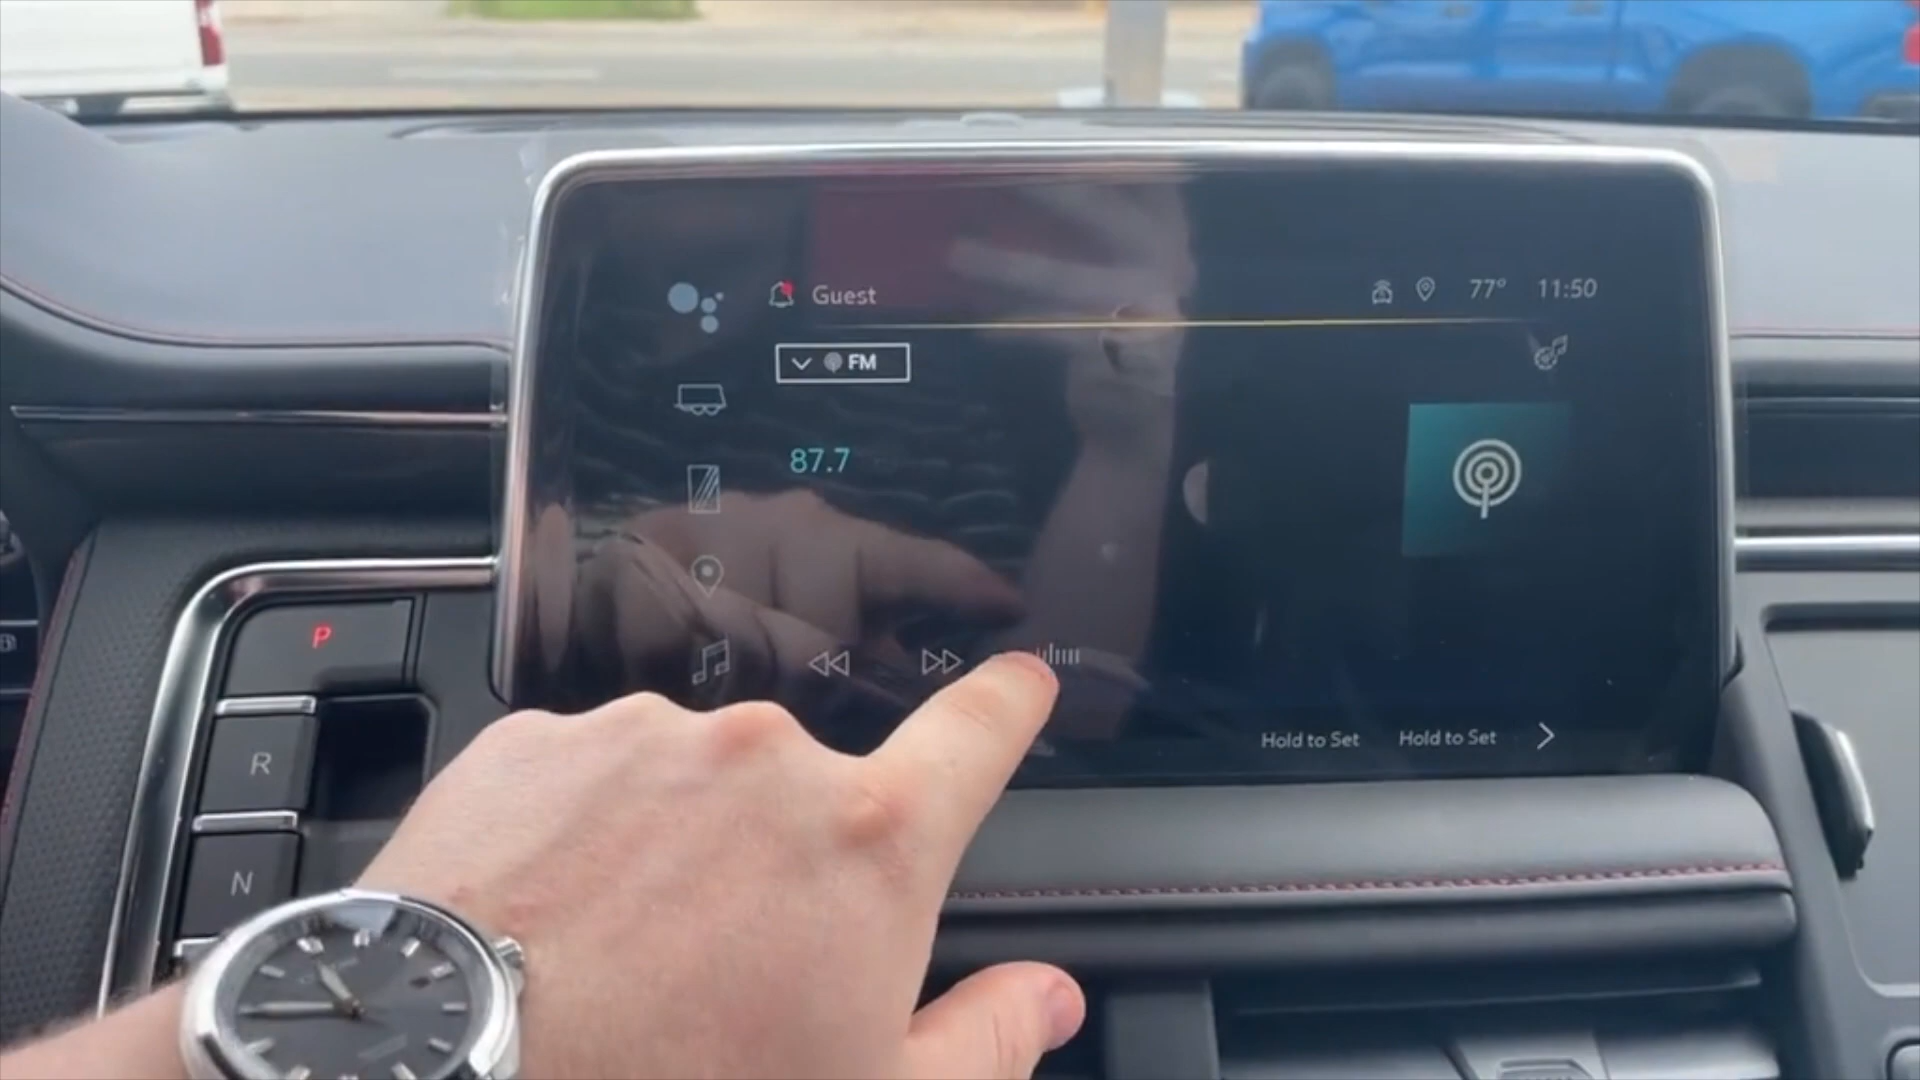 Guest
77° 11:50
FM
87.7
Hold to Set Hold to Set
P
R
N